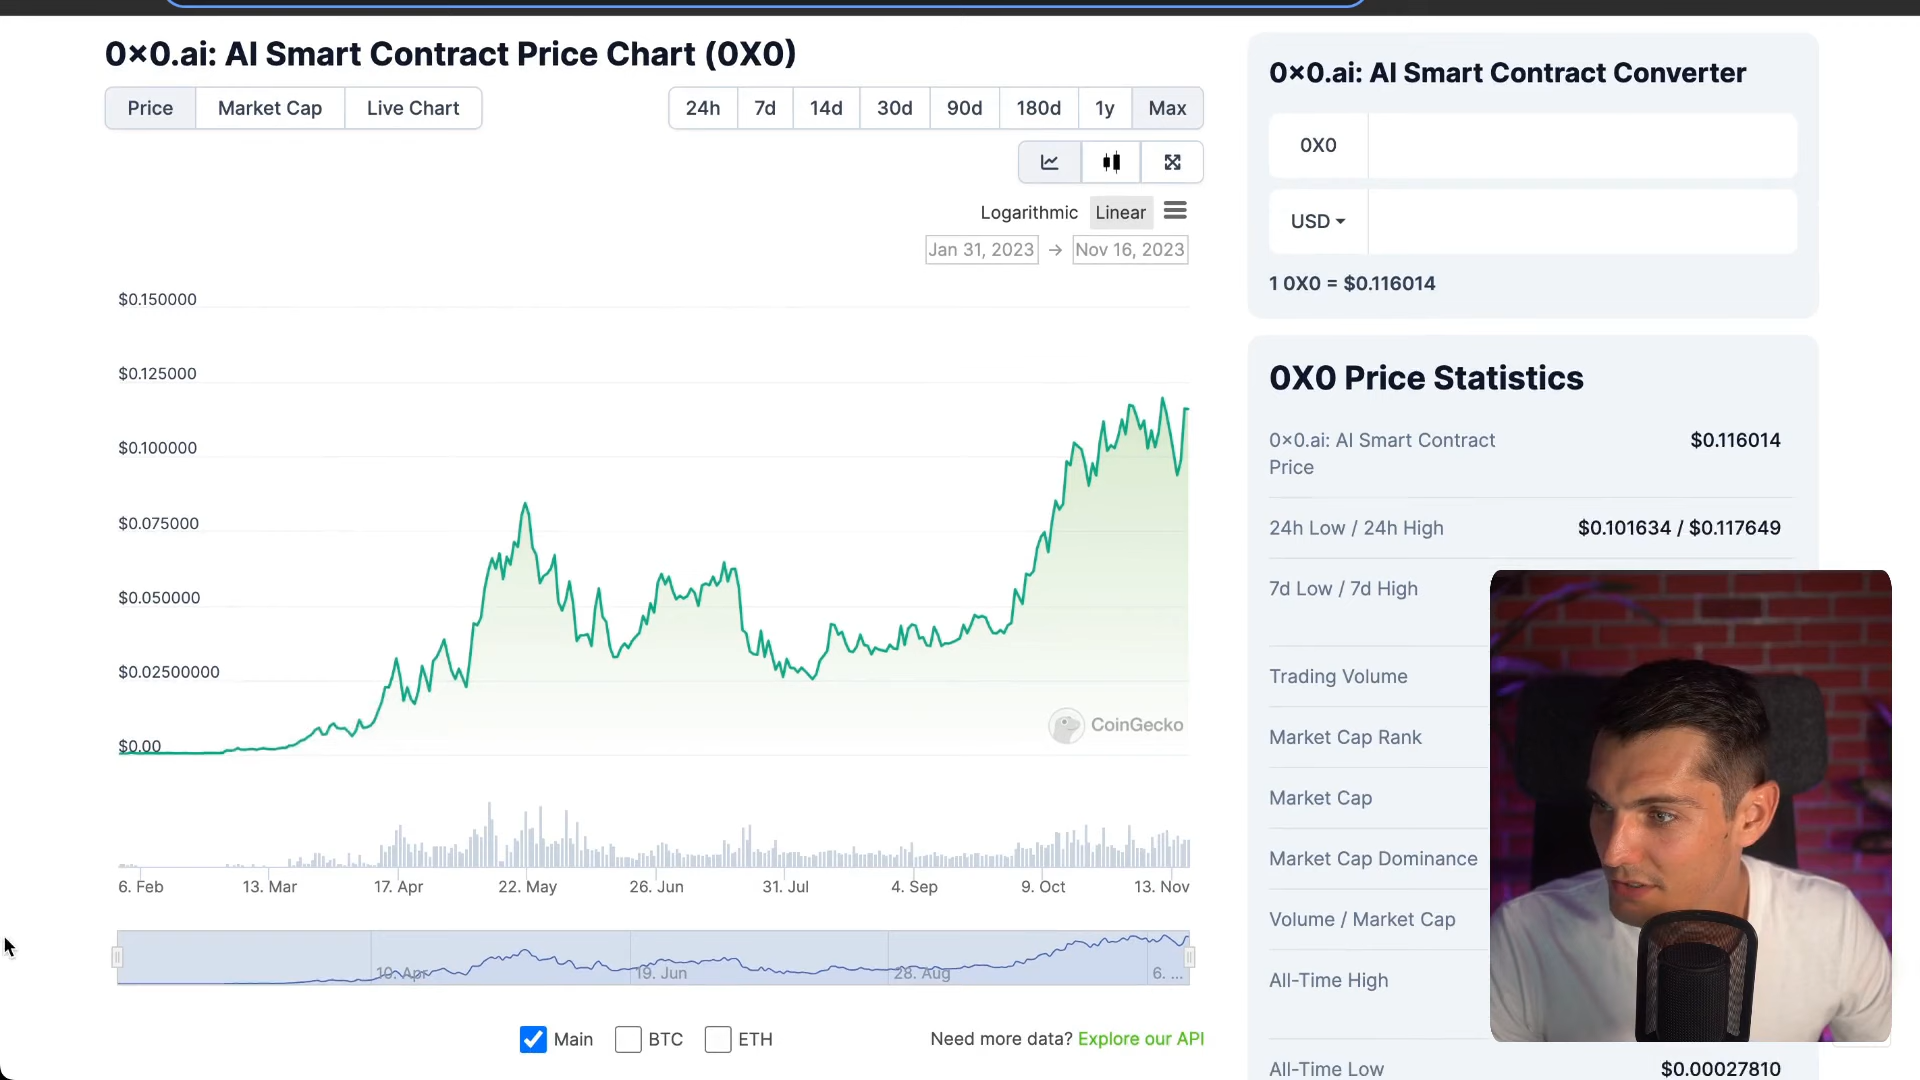 0x0.ai: AI Smart Contract Price Chart (0X0)
Price
Market Cap
Live Chart
24h
7d
14d
30d
90d
180d
1y
Max
Logarithmic
Linear
Jan 31, 2023 → Nov 16, 2023
$0.150000
$0.125000
$0.100000
$0.075000
$0.050000
$0.02500000
$0.00
CoinGecko
6. Feb
13. Mar
17. Apr
22. May
26. Jun
31. Jul
4. Sep
9. Oct
13. Nov
10. Apr
19. Jun
28. Aug
6. ...
Main
BTC
ETH
Need more data? Explore our API
0x0.ai: AI Smart Contract Converter
0X0
USD
1 0X0 = $0.116014
0X0 Price Statistics
0x0.ai: AI Smart Contract
Price
$0.116014
24h Low / 24h High
$0.101634 / $0.117649
7d Low / 7d High
Trading Volume
Market Cap Rank
Market Cap
Market Cap Dominance
Volume / Market Cap
All-Time High
All-Time Low
$0.00027810